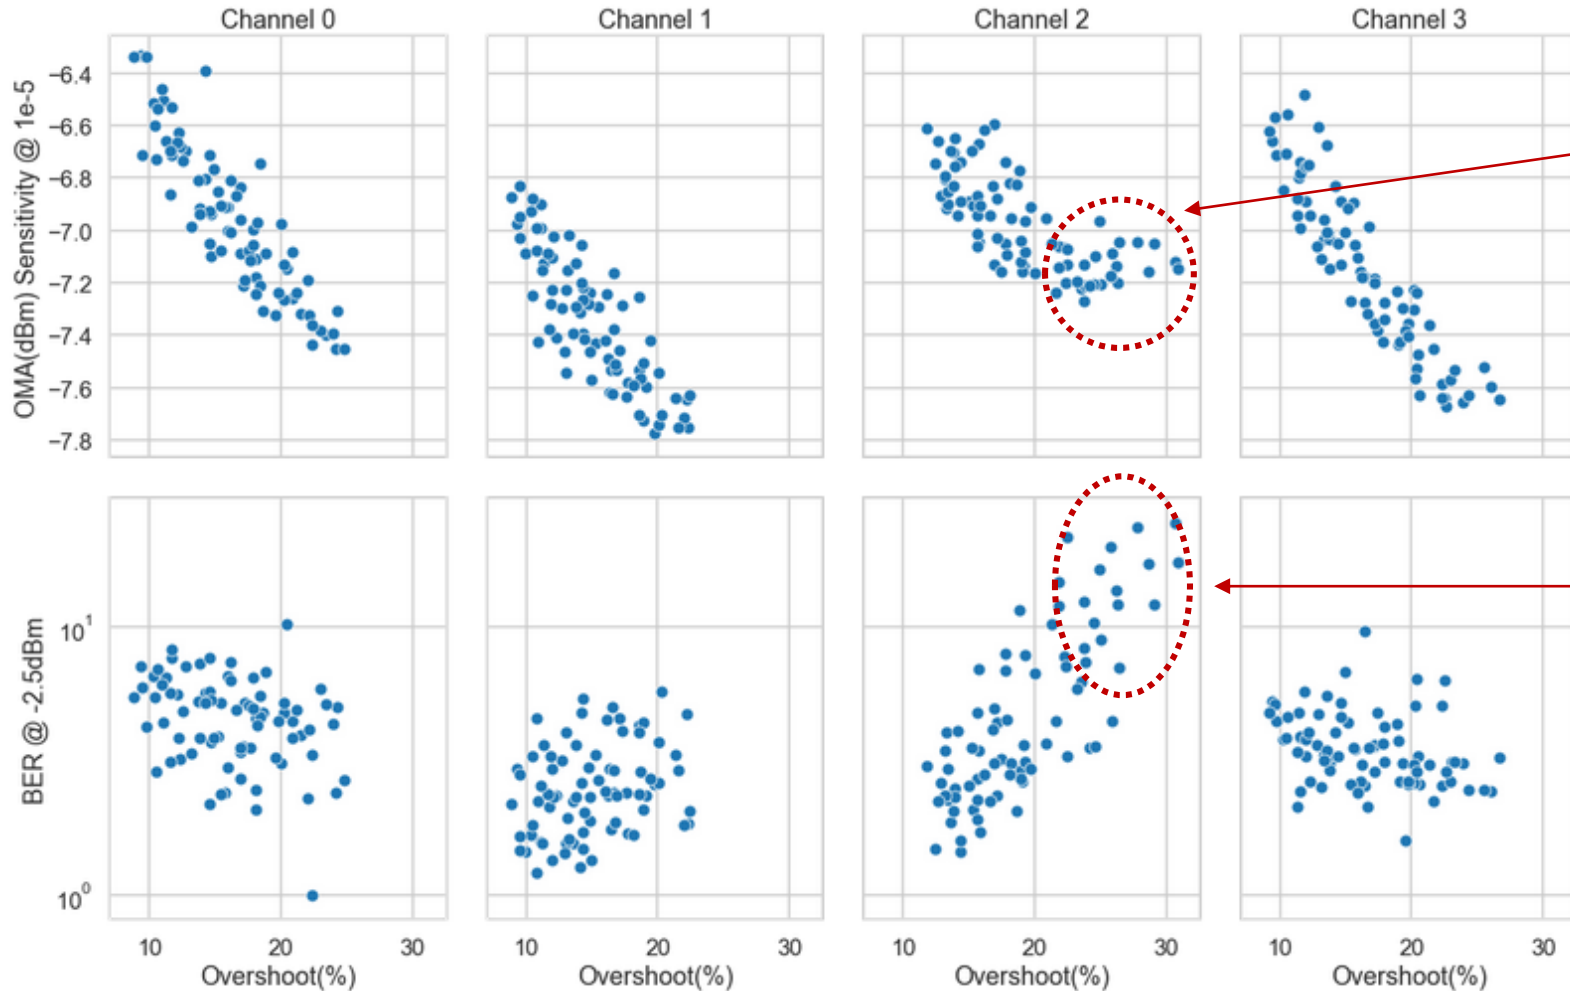 Channel 0
Channel 1
Channel 2
Channel 3
OMA(dBm) Sensitivity @ 1e-5
−6.4
−6.6
−6.8
−7.0
−7.2
−7.4
−7.6
−7.8
BER @ -2.5dBm
10¹
10⁰
10 20 30
10 20 30
10 20 30
10 20 30
Overshoot(%)
Overshoot(%)
Overshoot(%)
Overshoot(%)